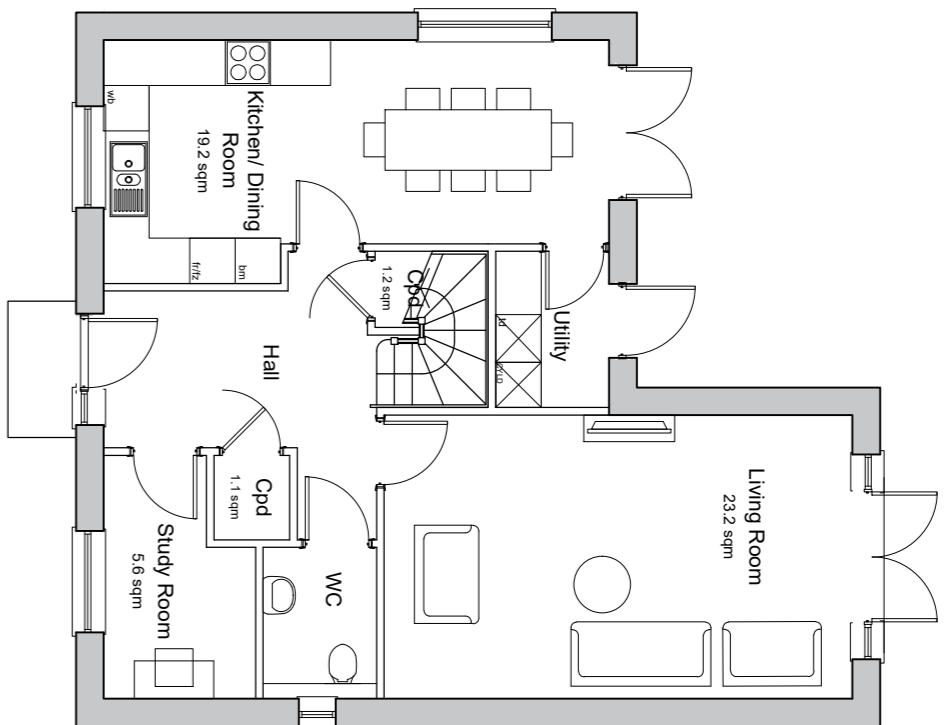 Kitchen/ Dining
Room
19.2 sqm
wb
fr/fz
bm
Cpd
1.2 sqm
Utility
td
Hall
Cpd
1.1 sqm
Study Room
5.6 sqm
WC
Living Room
23.2 sqm